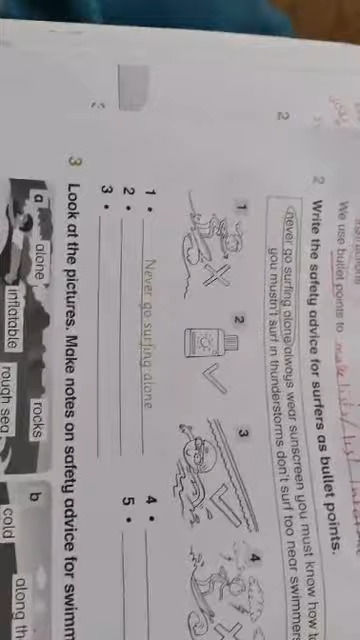 We use bullet points to
2 Write the safety advice for surfers as bullet points.
never go surfing alone always wear sunscreen you must know how
you mustn't surf in thunderstorms don't surf too near swimmers
1
2
3
4
1 • Never go surfing alone
2 •
3 •
4 •
5 •
3 Look at the pictures. Make notes on safety advice for
a
alone
rocks
inflatable
rough sea
b
along
cold
2